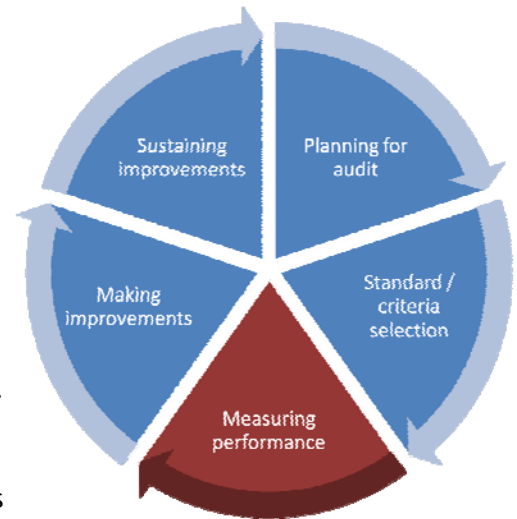 Planning for
audit
Standard /
criteria
selection
Measuring
performance
Making
improvements
Sustaining
improvements
s